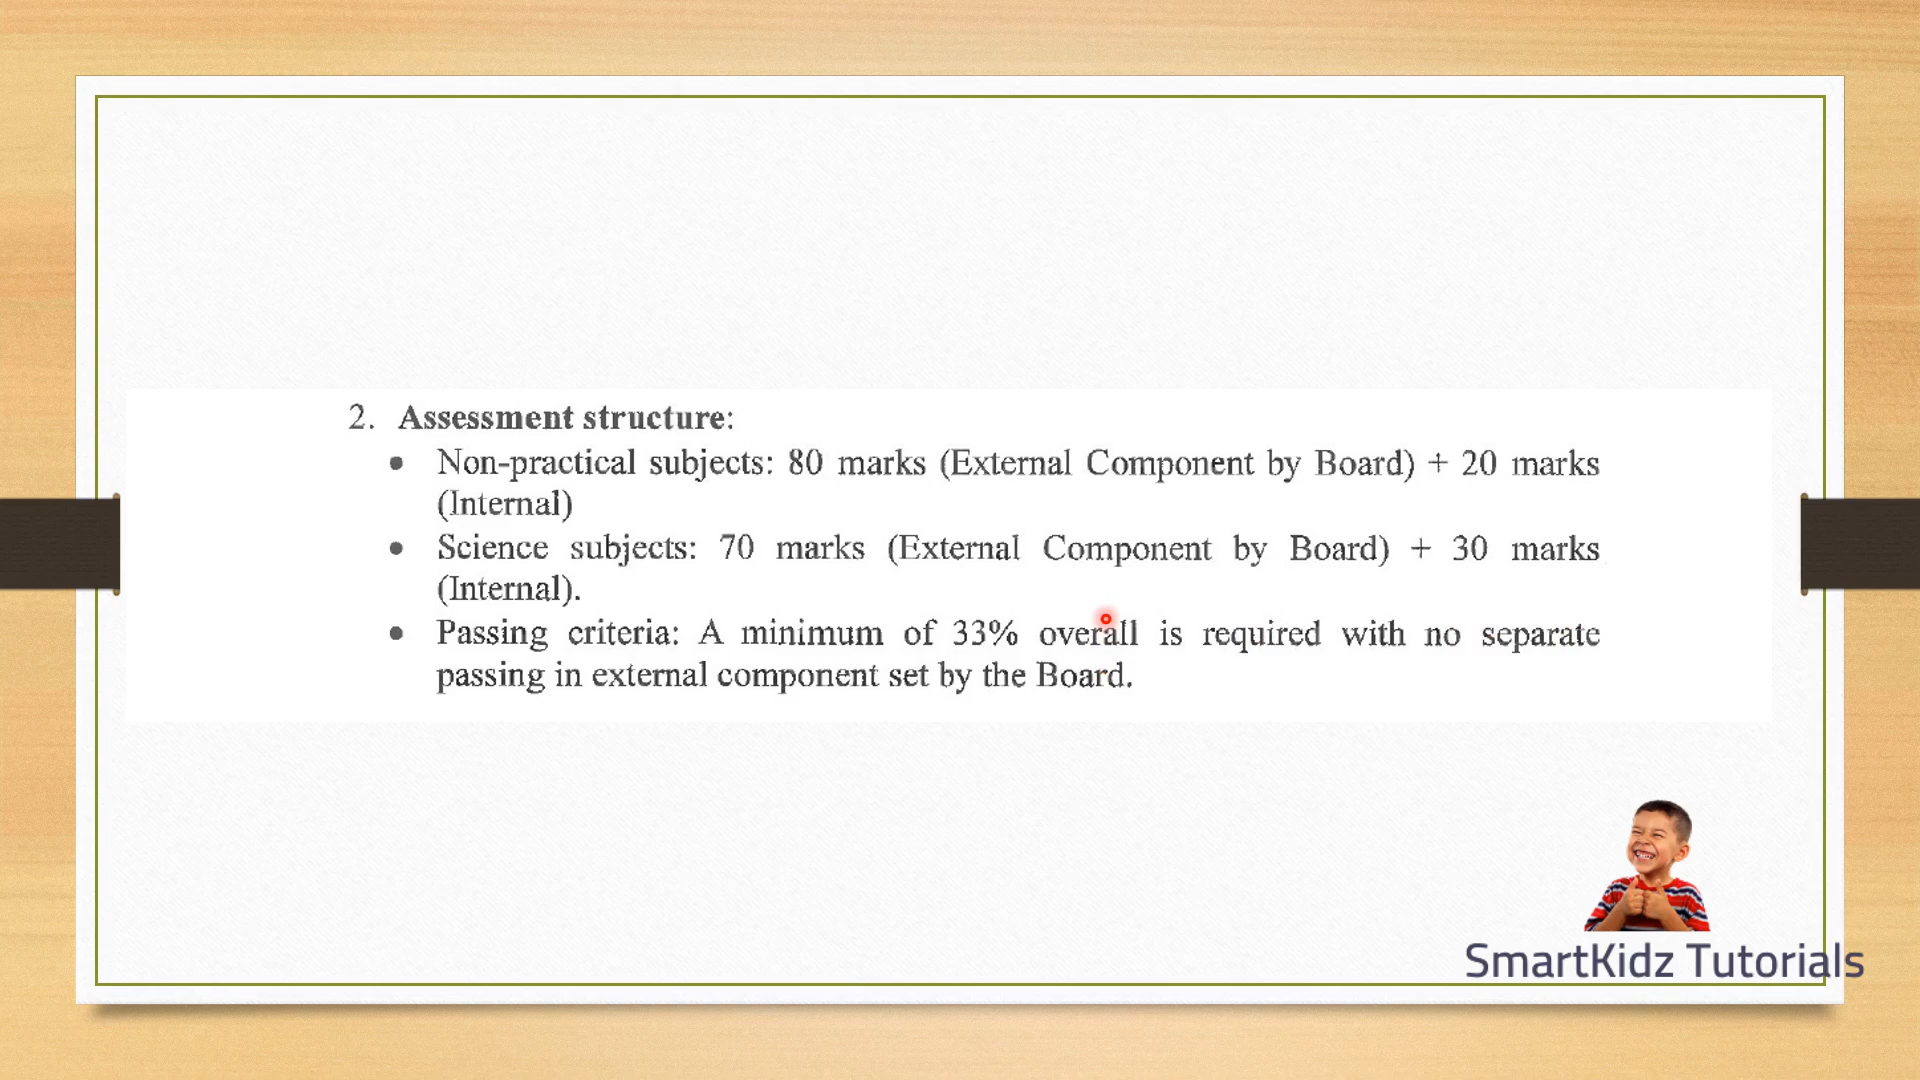 2. Assessment structure:
● Non-practical subjects: 80 marks (External Component by Board) + 20 marks
(Internal)
● Science subjects: 70 marks (External Component by Board) + 30 marks
(Internal).
● Passing criteria: A minimum of 33% overall is required with no separate
passing in external component set by the Board.
SmartKidz Tutorials